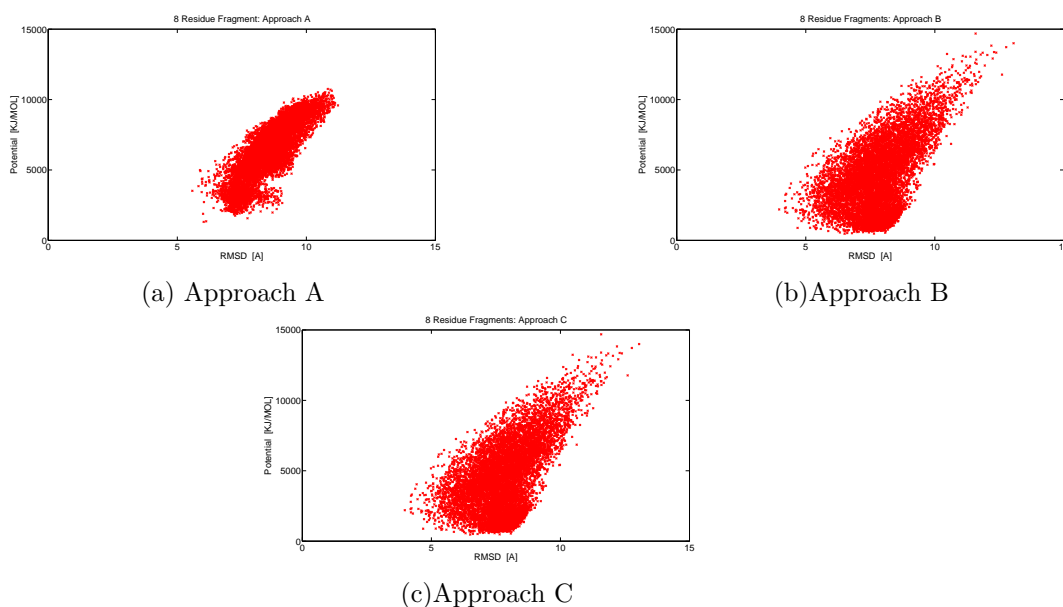 8 Residue Fragment: Approach A
15000
10000
5000
0
Potential [KJ/MOL]
0 5 10 15
RMSD [A]
(a) Approach A
8 Residue Fragments: Approach B
15000
10000
5000
0
Potential [KJ/MOL]
0 5 10 15
RMSD [A]
(b)Approach B
8 Residue Fragments: Approach C
15000
10000
5000
0
Potential [KJ/MOL]
0 5 10 15
RMSD [A]
(c)Approach C